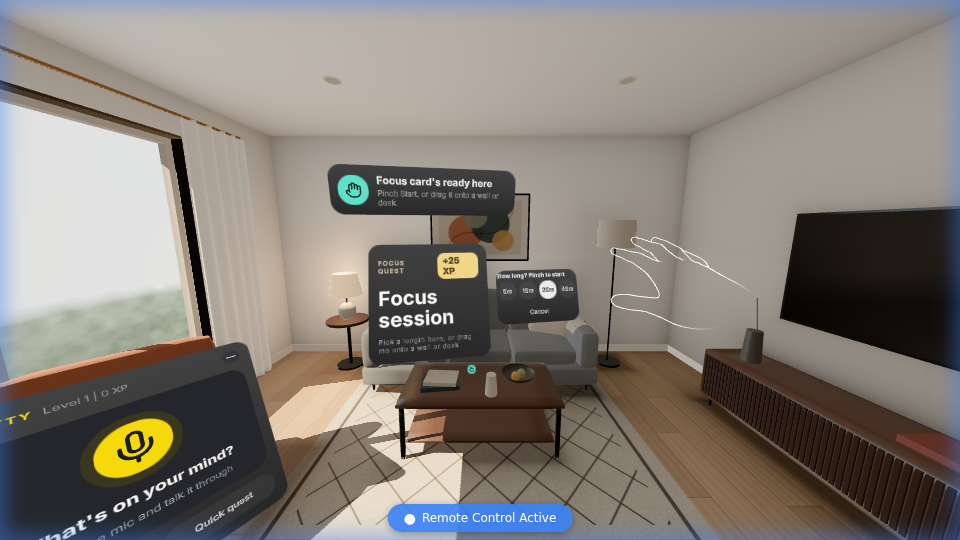 Focus card's ready here
Pinch Start, or drag it onto a wall or
desk.
FOCUS
QUEST
+25
XP
Focus
session
Pick a length here, or drag
me onto a wall or desk
How long? Pinch to start
5m
15m
25m
45m
Cancel
TTY Level 1 | 0 XP
hat's on your mind?
mic and talk it through
Quick quest
Remote Control Active